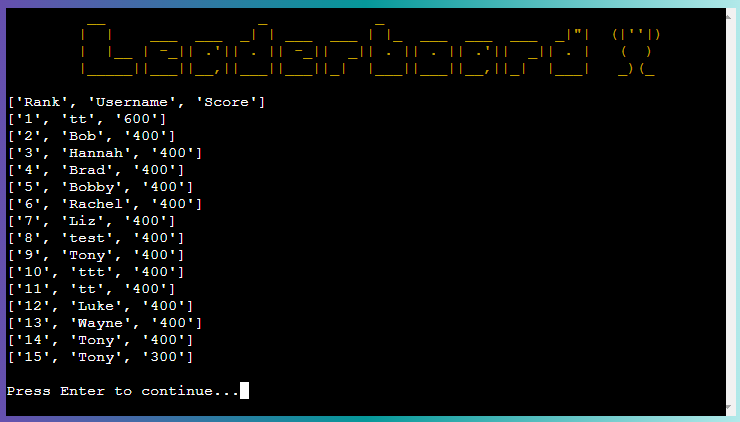 Leaderboard
['Rank', 'Username', 'Score']
['1', 'tt', '600']
['2', 'Bob', '400']
['3', 'Hannah', '400']
['4', 'Brad', '400']
['5', 'Bobby', '400']
['6', 'Rachel', '400']
['7', 'Liz', '400']
['8', 'test', '400']
['9', 'Tony', '400']
['10', 'ttt', '400']
['11', 'tt', '400']
['12', 'Luke', '400']
['13', 'Wayne', '400']
['14', 'Tony', '400']
['15', 'Tony', '300']
Press Enter to continue...